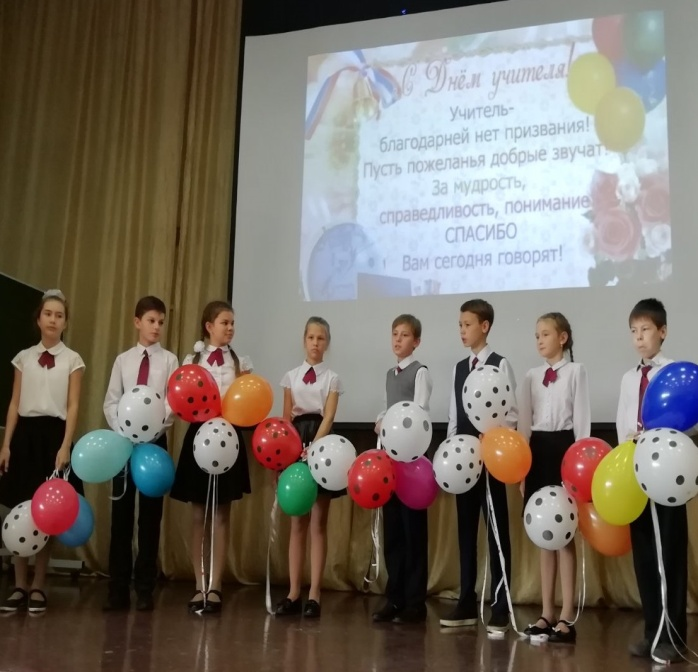 С Днём учителя!
Учитель-
благодарней нет призвания!
Пусть пожеланья добрые звучат.
За мудрость,
справедливость, понимание
СПАСИБО
Вам сегодня говорят!